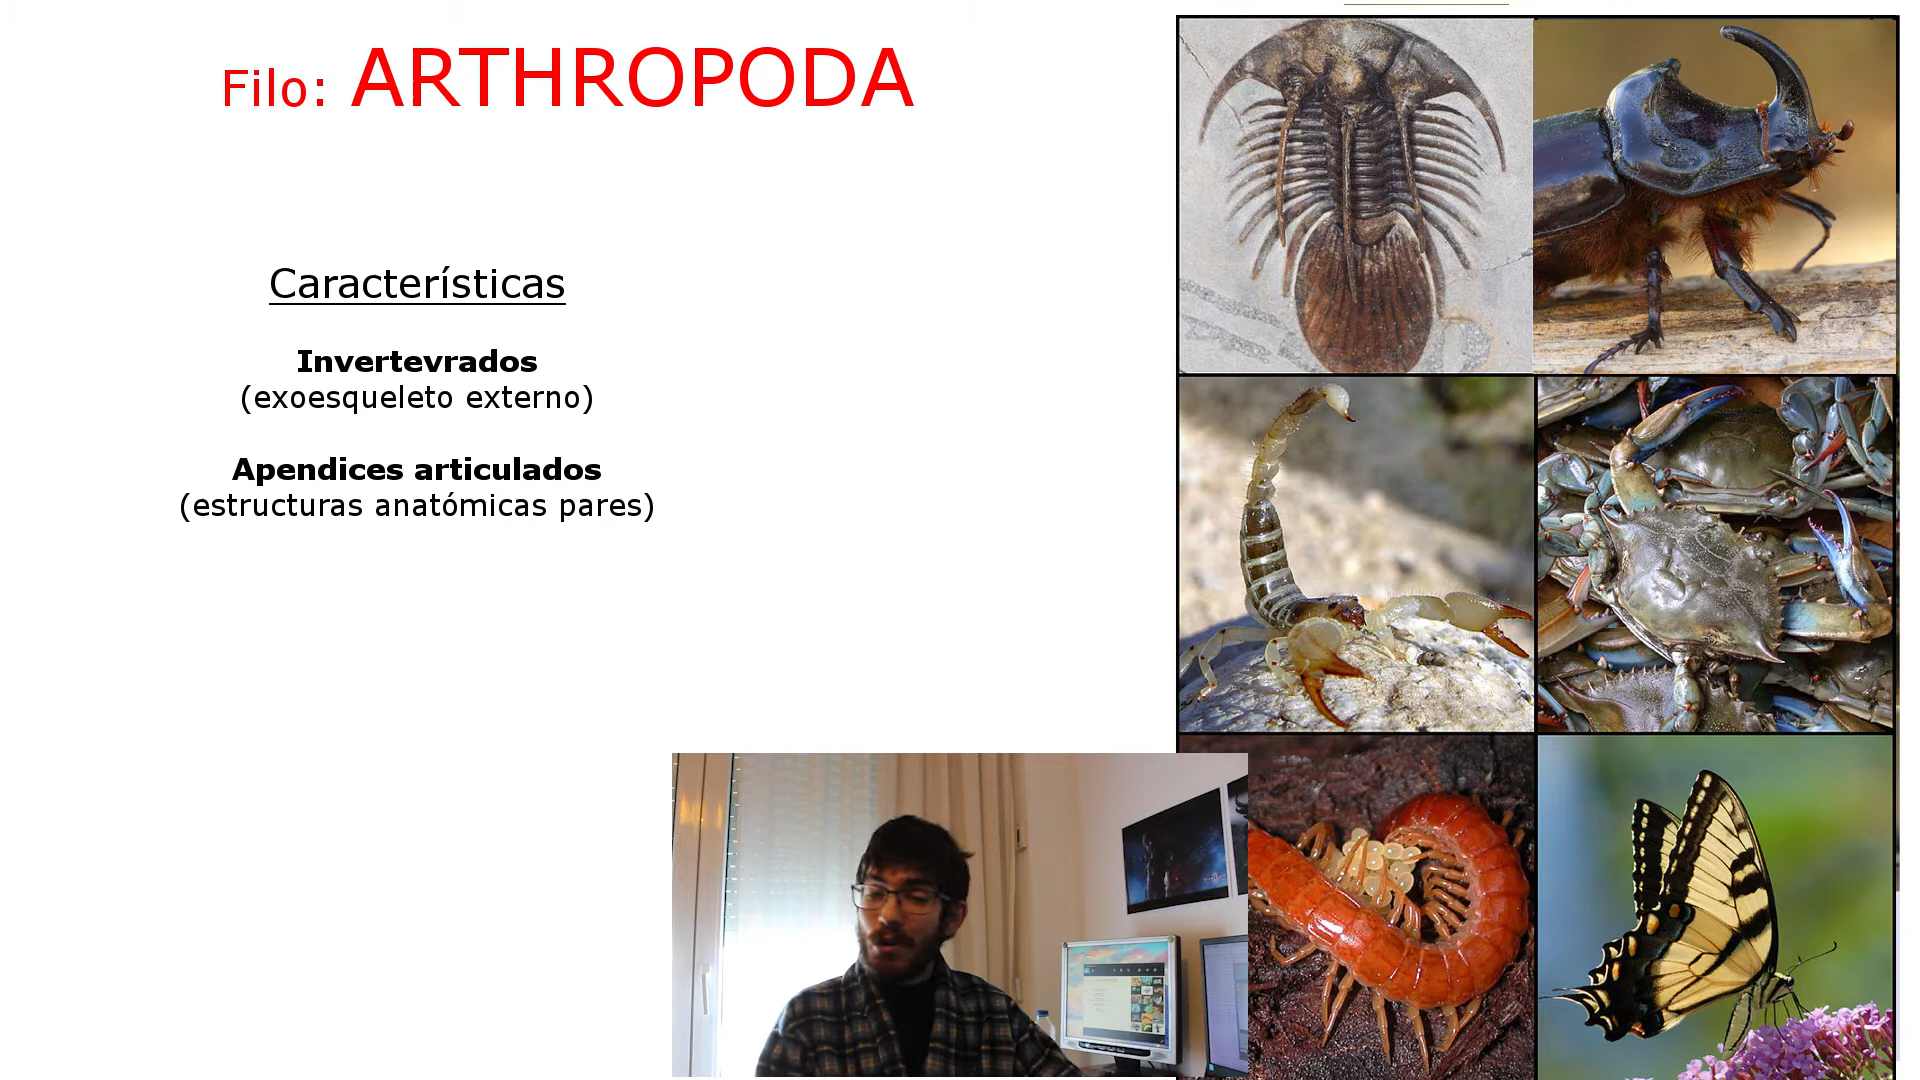 Filo: ARTHROPODA
Características
Invertevrados
(exoesqueleto externo)
Apendices articulados
(estructuras anatómicas pares)